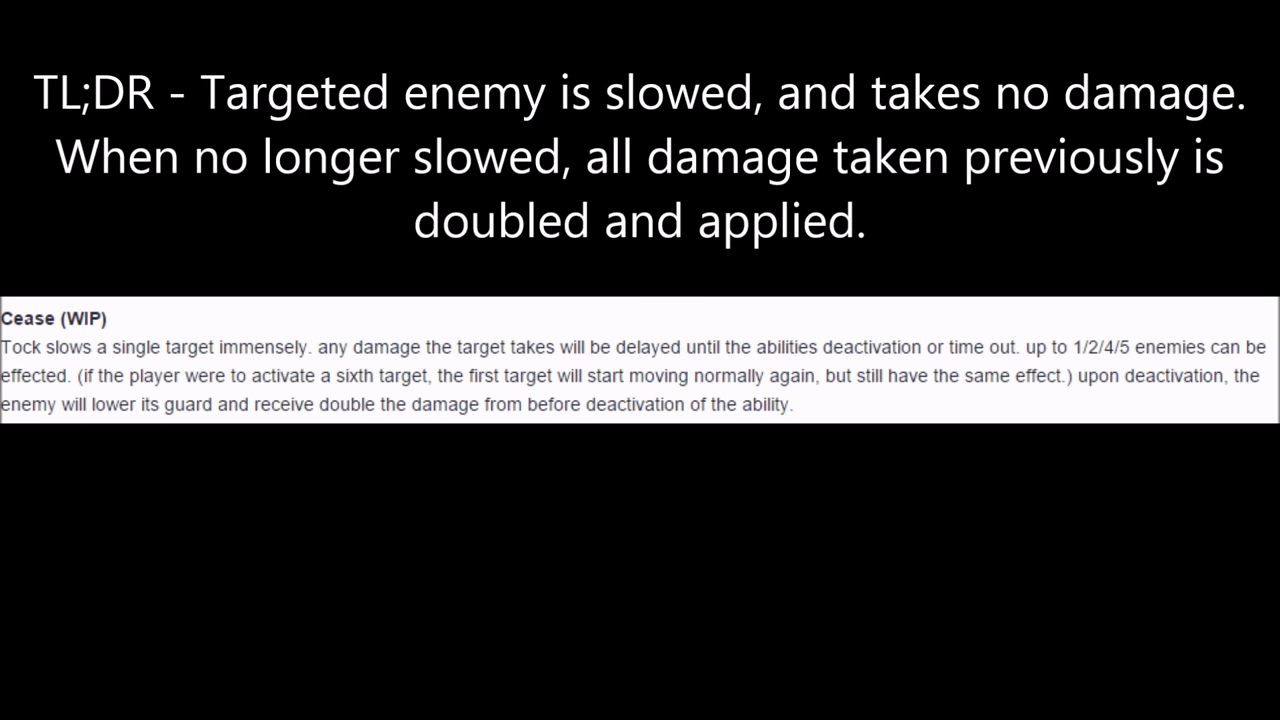 TL;DR - Targeted enemy is slowed, and takes no damage.
When no longer slowed, all damage taken previously is
doubled and applied.
Cease (WIP)
Tock slows a single target immensely. any damage the target takes will be delayed until the abilities deactivation or time out. up to 1/2/4/5 enemies can be
effected. (if the player were to activate a sixth target, the first target will start moving normally again, but still have the same effect.) upon deactivation, the
enemy will lower its guard and receive double the damage from before deactivation of the ability.